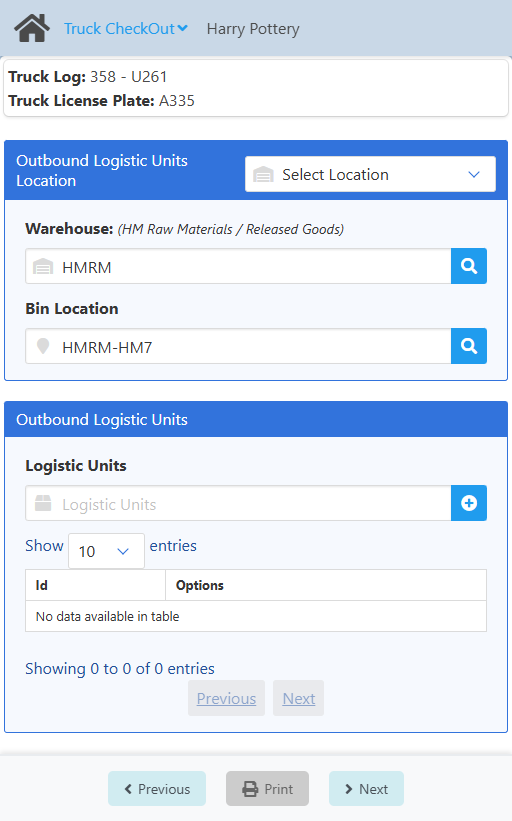 Truck CheckOut Harry Pottery
Truck Log: 358 - U261
Truck License Plate: A335
Outbound Logistic Units
Location
Select Location
Warehouse: (HM Raw Materials / Released Goods)
HMRM
Bin Location
HMRM-HM7
Outbound Logistic Units
Logistic Units
Logistic Units
Show 10 entries
Id Options
No data available in table
Showing 0 to 0 of 0 entries
Previous Next
Previous Print Next